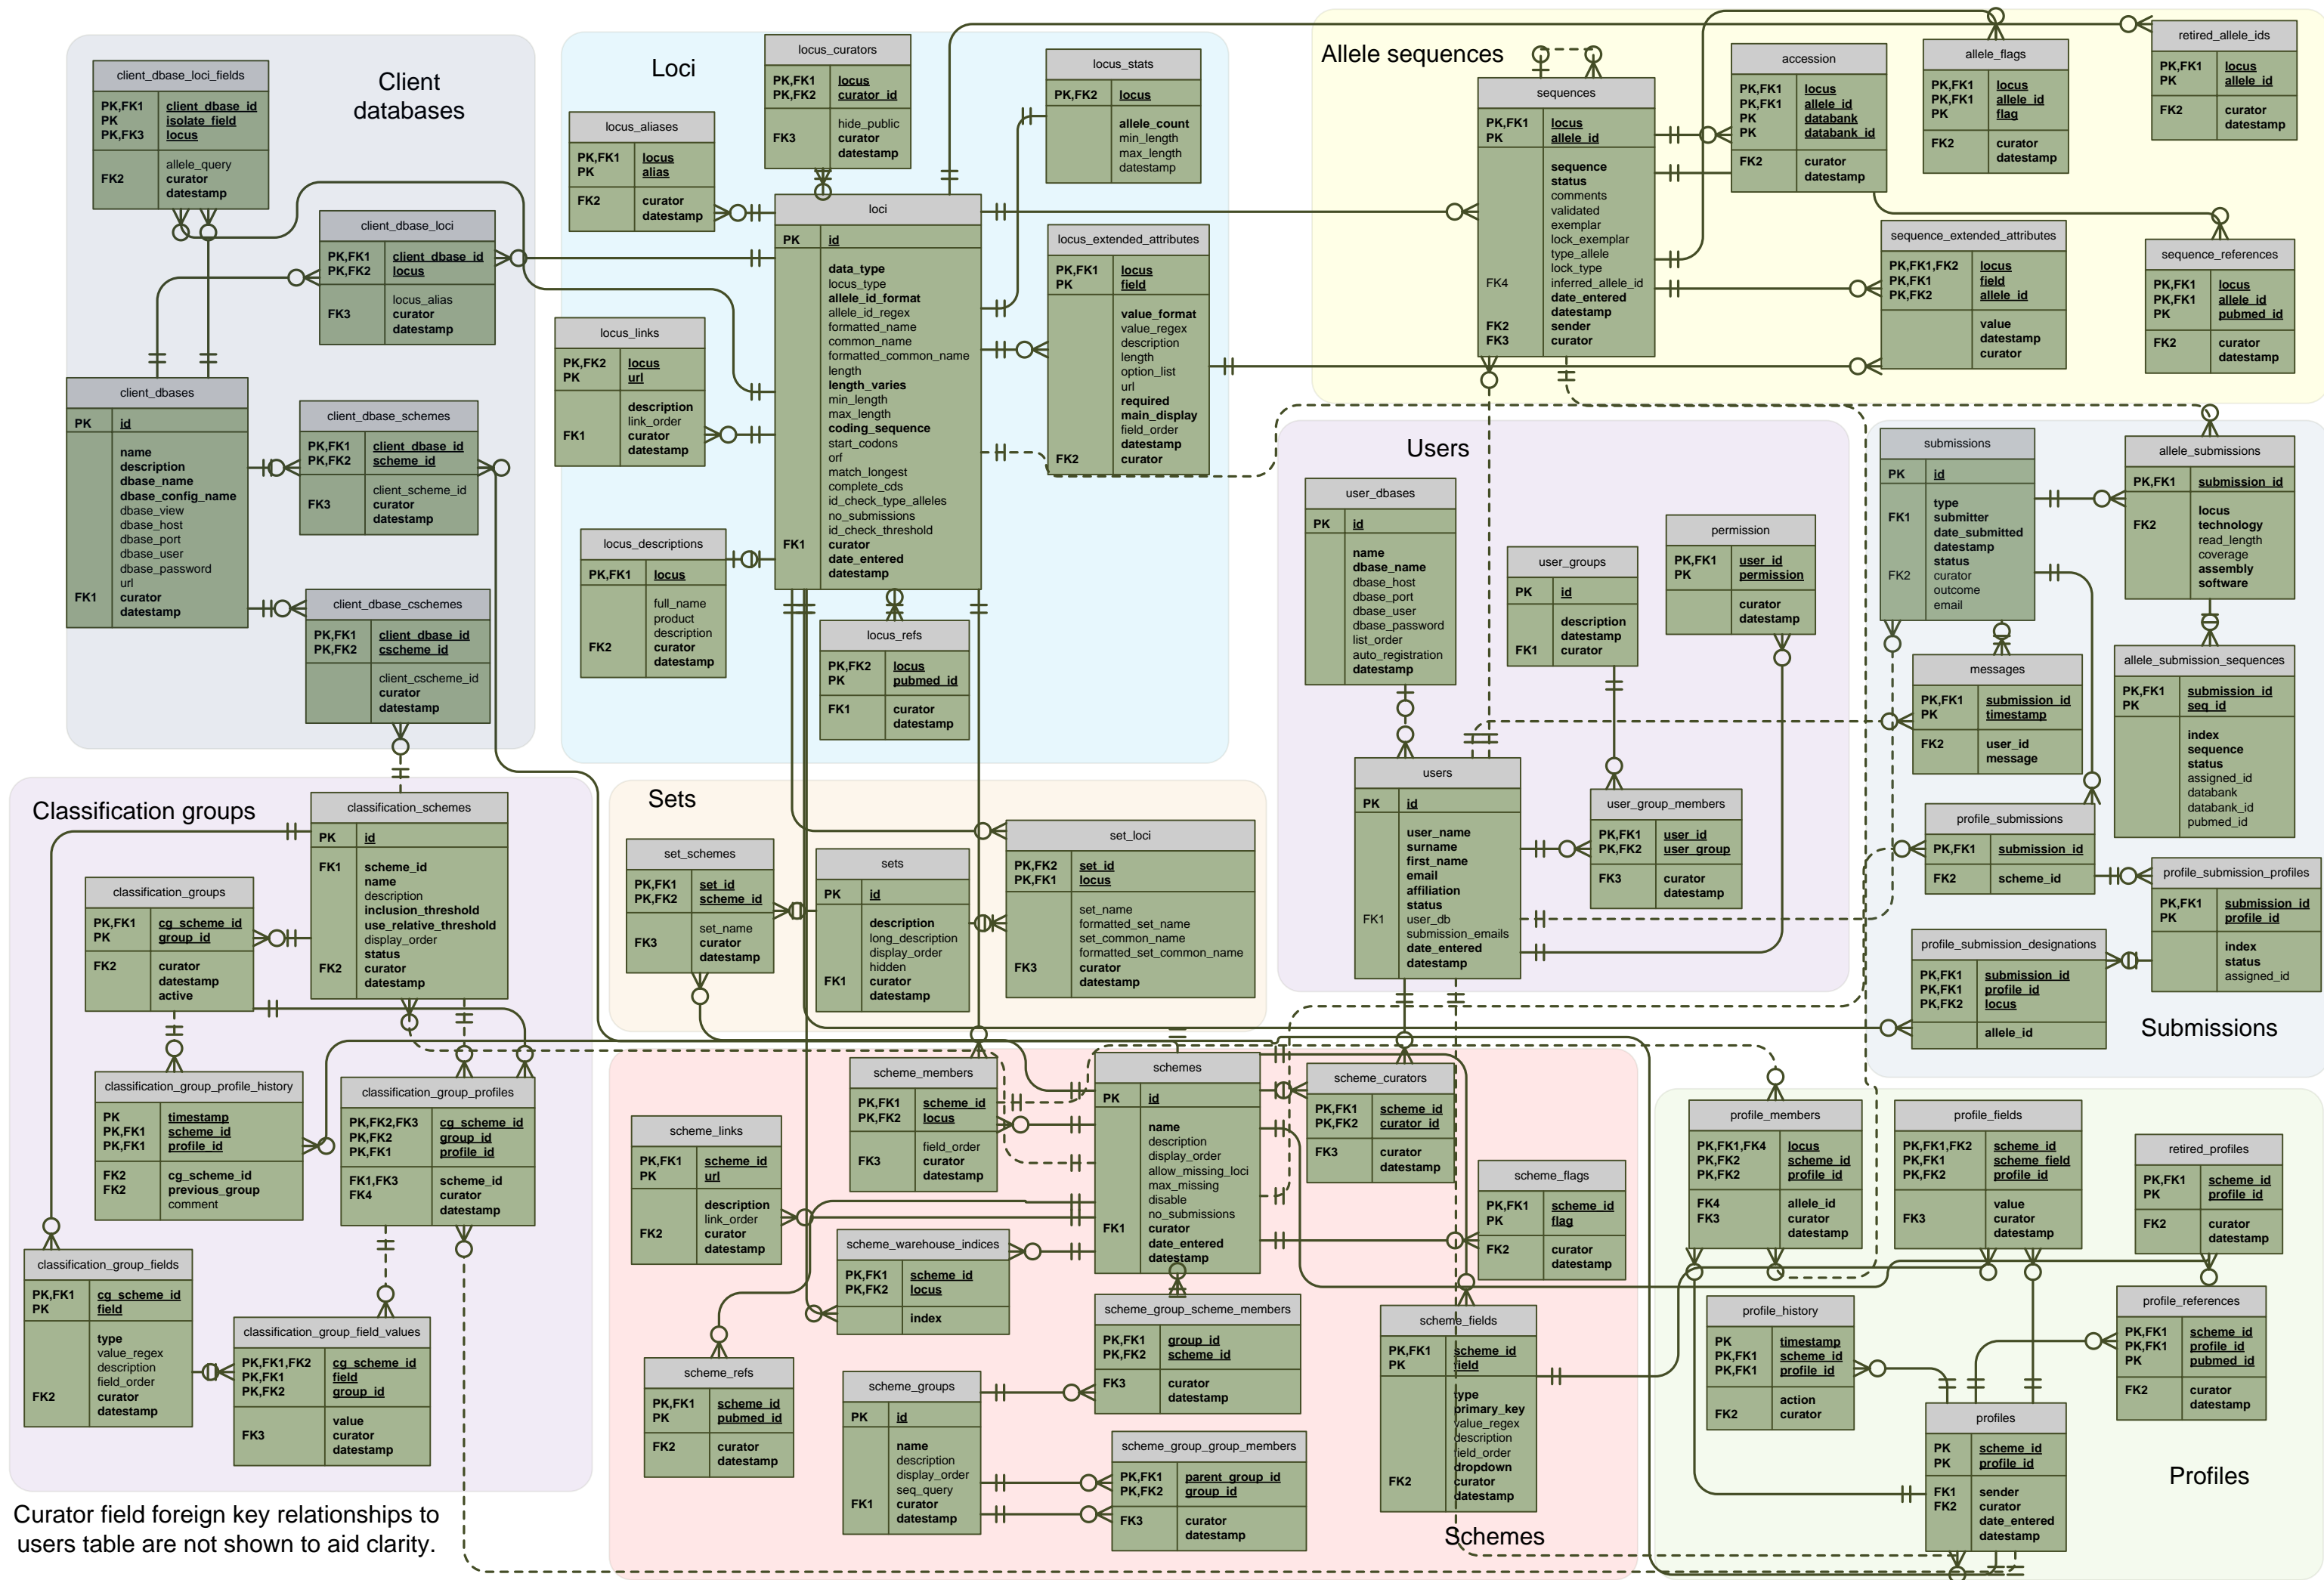 Client
databases
client_dbase_loci_fields
PK,FK1 client_dbase_id
PK isolate_field
PK,FK3 locus
allele_query
FK2 curator
datestamp
client_dbase_loci
PK,FK1 client_dbase_id
PK,FK2 locus
locus_alias
FK3 curator
datestamp
client_dbases
PK id
name
description
dbase_name
dbase_config_name
dbase_view
dbase_host
dbase_port
dbase_user
dbase_password
url
FK1 curator
datestamp
client_dbase_schemes
PK,FK1 client_dbase_id
PK,FK2 scheme_id
client_scheme_id
FK3 curator
datestamp
client_dbase_cschemes
PK,FK1 client_dbase_id
PK,FK2 cscheme_id
client_cscheme_id
curator
datestamp
Loci
locus_curators
PK,FK1 locus
PK,FK2 curator_id
hide_public
FK3 curator
datestamp
locus_stats
PK,FK2 locus
allele_count
min_length
max_length
datestamp
locus_aliases
PK,FK1 locus
PK alias
FK2 curator
datestamp
loci
PK id
data_type
locus_type
allele_id_format
allele_id_regex
formatted_name
common_name
formatted_common_name
length
length_varies
min_length
max_length
coding_sequence
start_codons
orf
match_longest
complete_cds
id_check_type_alleles
no_submissions
id_check_threshold
FK1 curator
date_entered
datestamp
locus_extended_attributes
PK,FK1 locus
PK field
value_format
value_regex
description
length
option_list
url
required
main_display
field_order
datestamp
FK2 curator
locus_links
PK,FK2 locus
PK url
description
link_order
FK1 curator
datestamp
locus_descriptions
PK,FK1 locus
full_name
product
description
FK2 curator
datestamp
locus_refs
PK,FK2 locus
PK pubmed_id
FK1 curator
datestamp
Allele sequences
sequences
PK,FK1 locus
PK allele_id
sequence
status
comments
validated
exemplar
lock_exemplar
type_allele
lock_type
FK4 inferred_allele_id
date_entered
datestamp
FK2 sender
FK3 curator
accession
PK,FK1 locus
PK,FK1 allele_id
PK databank
PK databank_id
FK2 curator
datestamp
allele_flags
PK,FK1 locus
PK,FK1 allele_id
PK flag
FK2 curator
datestamp
retired_allele_ids
PK,FK1 locus
PK allele_id
FK2 curator
datestamp
sequence_extended_attributes
PK,FK1,FK2 locus
PK,FK1 field
PK,FK2 allele_id
value
datestamp
curator
sequence_references
PK,FK1 locus
PK,FK1 allele_id
PK pubmed_id
FK2 curator
datestamp
Users
user_dbases
PK id
name
dbase_name
dbase_host
dbase_port
dbase_user
dbase_password
list_order
auto_registration
datestamp
user_groups
PK id
description
datestamp
FK1 curator
permission
PK,FK1 user_id
PK permission
curator
datestamp
users
PK id
user_name
surname
first_name
email
affiliation
status
FK1 user_db
submission_emails
date_entered
datestamp
user_group_members
PK,FK1 user_id
PK,FK2 user_group
FK3 curator
datestamp
submissions
PK id
type
FK1 submitter
date_submitted
datestamp
status
FK2 curator
outcome
email
allele_submissions
PK,FK1 submission_id
FK2 locus
technology
read_length
coverage
assembly
software
messages
PK,FK1 submission_id
PK timestamp
FK2 user_id
message
allele_submission_sequences
PK,FK1 submission_id
PK seq_id
index
sequence
status
assigned_id
databank
databank_id
pubmed_id
profile_submissions
PK,FK1 submission_id
FK2 scheme_id
profile_submission_profiles
PK,FK1 submission_id
PK profile_id
index
status
assigned_id
profile_submission_designations
PK,FK1 submission_id
PK,FK1 profile_id
PK,FK2 locus
allele_id
Submissions
Classification groups
classification_schemes
PK id
FK1 scheme_id
name
description
inclusion_threshold
use_relative_threshold
display_order
status
FK2 curator
datestamp
classification_groups
PK,FK1 cg_scheme_id
PK group_id
FK2 curator
datestamp
active
classification_group_profile_history
PK timestamp
PK,FK1 scheme_id
PK,FK1 profile_id
FK2 cg_scheme_id
FK2 previous_group
comment
classification_group_profiles
PK,FK2,FK3 cg_scheme_id
PK,FK2 group_id
PK,FK1 profile_id
FK1,FK3 scheme_id
FK4 curator
datestamp
classification_group_fields
PK,FK1 cg_scheme_id
PK field
type
value_regex
description
field_order
FK2 curator
datestamp
classification_group_field_values
PK,FK1,FK2 cg_scheme_id
PK,FK1 field
PK,FK2 group_id
value
FK3 curator
datestamp
Curator field foreign key relationships to
users table are not shown to aid clarity.
Sets
set_schemes
PK,FK1 set_id
PK,FK2 scheme_id
set_name
FK3 curator
datestamp
sets
PK id
description
long_description
display_order
hidden
FK1 curator
datestamp
set_loci
PK,FK2 set_id
PK,FK1 locus
set_name
formatted_set_name
set_common_name
formatted_set_common_name
FK3 curator
datestamp
scheme_members
PK,FK1 scheme_id
PK,FK2 locus
field_order
FK3 curator
datestamp
schemes
PK id
name
description
display_order
allow_missing_loci
max_missing
disable
no_submissions
FK1 curator
date_entered
datestamp
scheme_curators
PK,FK1 scheme_id
PK,FK2 curator_id
FK3 curator
datestamp
scheme_links
PK,FK1 scheme_id
PK url
description
link_order
FK2 curator
datestamp
scheme_flags
PK,FK1 scheme_id
PK flag
FK2 curator
datestamp
scheme_warehouse_indices
PK,FK1 scheme_id
PK,FK2 locus
index
scheme_group_scheme_members
PK,FK1 group_id
PK,FK2 scheme_id
FK3 curator
datestamp
scheme_fields
PK,FK1 scheme_id
PK field
type
primary_key
value_regex
description
field_order
dropdown
FK2 curator
datestamp
scheme_refs
PK,FK1 scheme_id
PK pubmed_id
FK2 curator
datestamp
scheme_groups
PK id
name
description
display_order
seq_query
FK1 curator
datestamp
scheme_group_group_members
PK,FK1 parent_group_id
PK,FK2 group_id
FK3 curator
datestamp
Schemes
profile_members
PK,FK1,FK4 locus
PK,FK2 scheme_id
PK,FK2 profile_id
FK4 allele_id
FK3 curator
datestamp
profile_fields
PK,FK1,FK2 scheme_id
PK,FK1 scheme_field
PK,FK2 profile_id
value
FK3 curator
datestamp
retired_profiles
PK,FK1 scheme_id
PK profile_id
FK2 curator
datestamp
profile_history
PK timestamp
PK,FK1 scheme_id
PK,FK1 profile_id
action
FK2 curator
profile_references
PK,FK1 scheme_id
PK,FK1 profile_id
PK pubmed_id
FK2 curator
datestamp
profiles
PK scheme_id
PK profile_id
FK1 sender
FK2 curator
date_entered
datestamp
Profiles